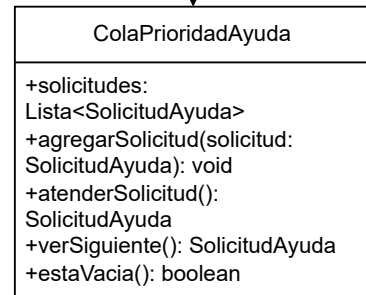 ColaPrioridadAyuda
+solicitudes:
Lista<SolicitudAyuda>
+agregarSolicitud(solicitud:
SolicitudAyuda): void
+atenderSolicitud():
SolicitudAyuda
+verSiguiente(): SolicitudAyuda
+estaVacia(): boolean